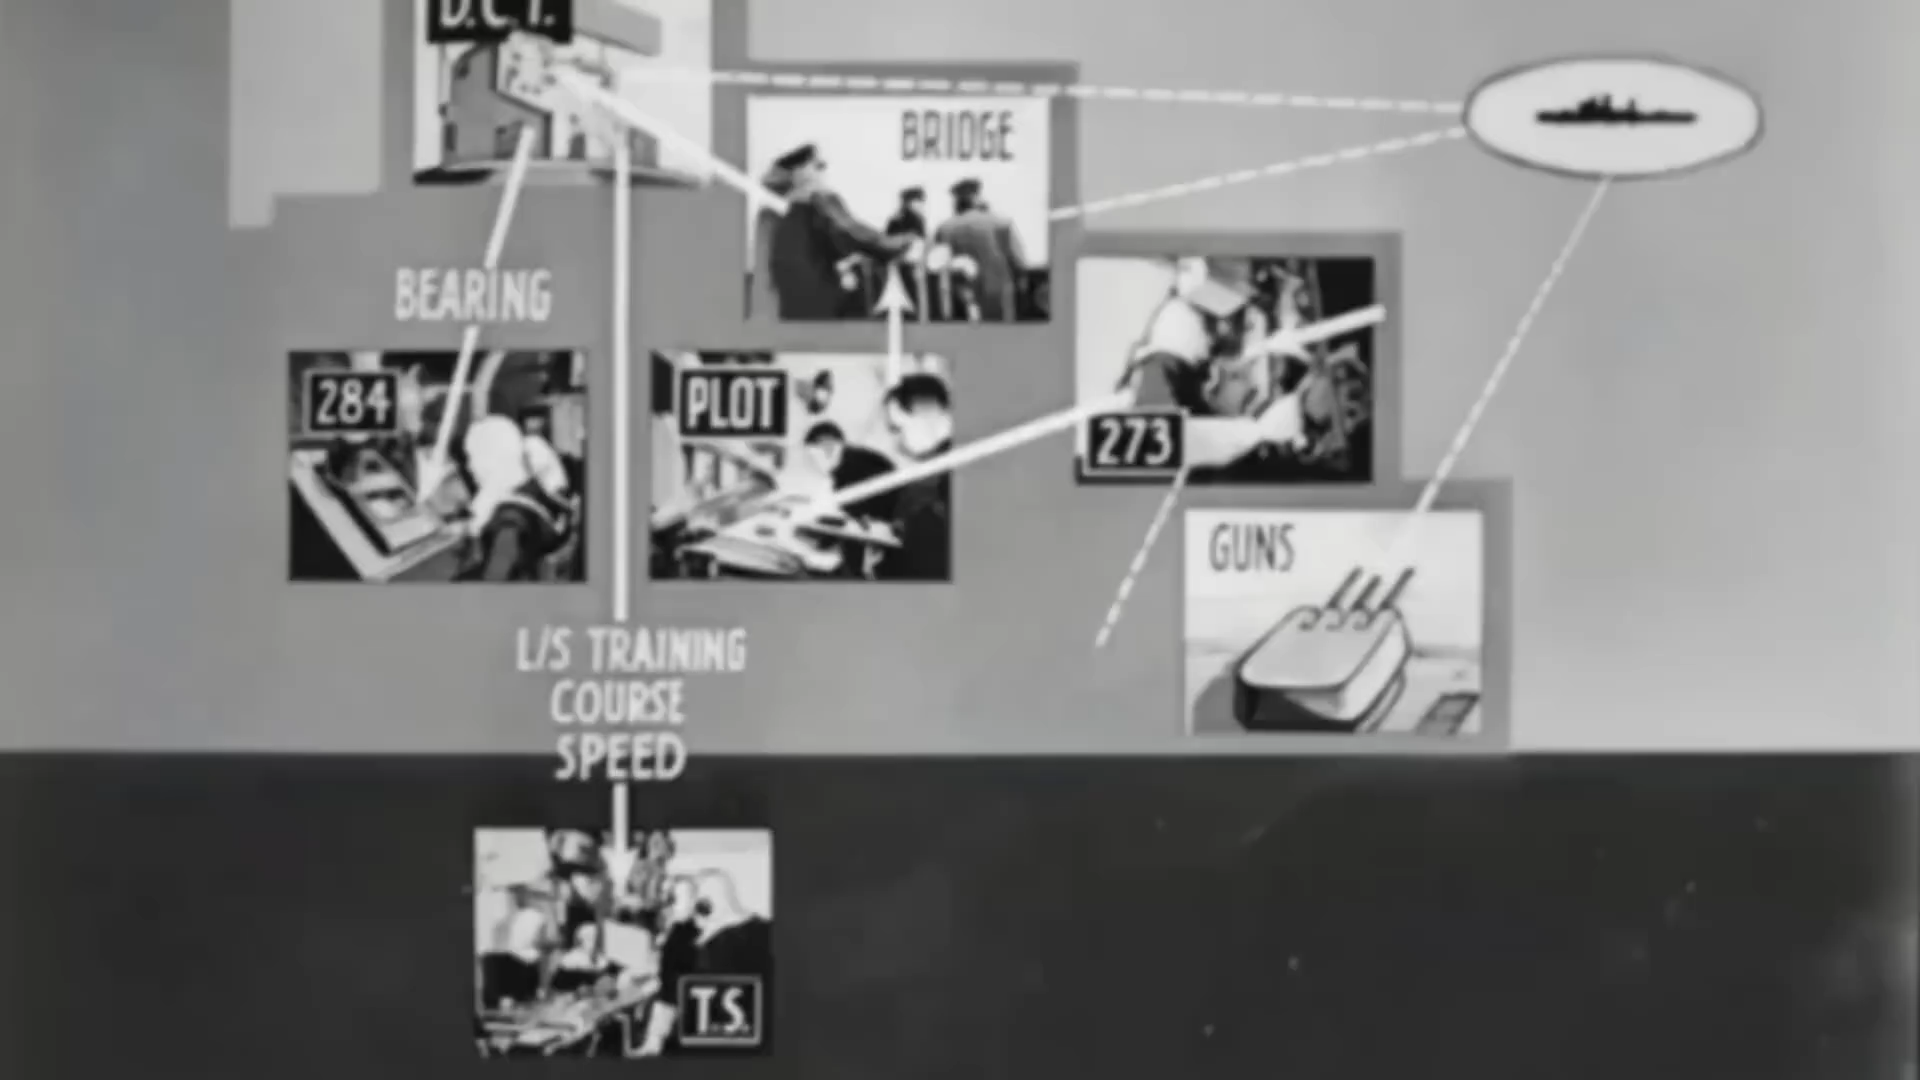 D.C.T.
BRIDGE
BEARING
284
PLOT
273
GUNS
L/S TRAINING
COURSE
SPEED
T.S.